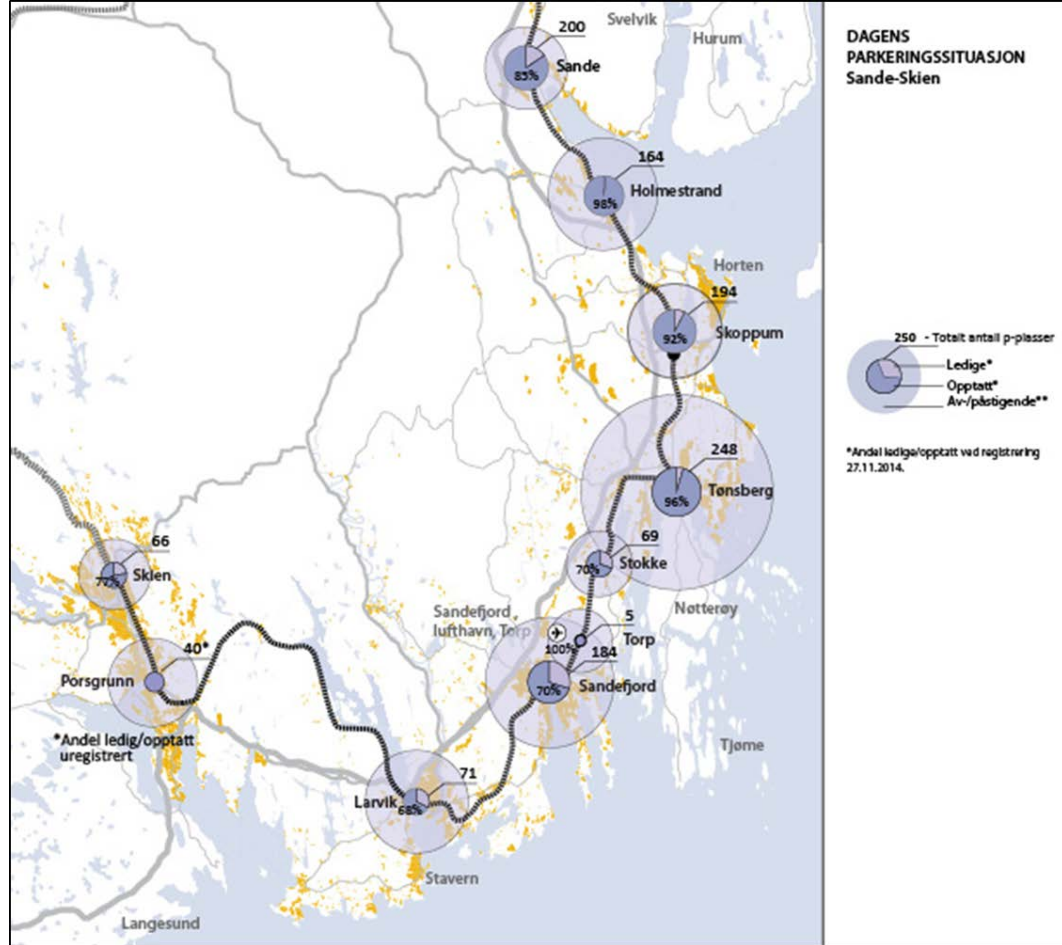 Svelvik
Hurum
200
Sande
83%
164
Holmestrand
98%
Horten
194
Skoppum
92%
248
Tønsberg
96%
69
Stokke
70%
66
Skien
77%
Nøtterøy
Sandefjord
lufthavn, Torp
5
Torp
100%
184
Sandefjord
70%
40*
Porsgrunn
*Andel ledig/opptatt
uregistrert
Tjøme
71
Larvik
68%
Stavern
Langesund
DAGENS
PARKERINGSSITUASJON
Sande-Skien
250 - Totalt antall p-plasser
Ledige*
Opptatt*
Av-/påstigende**
*Andel ledige/opptatt ved registrering
27.11.2014.